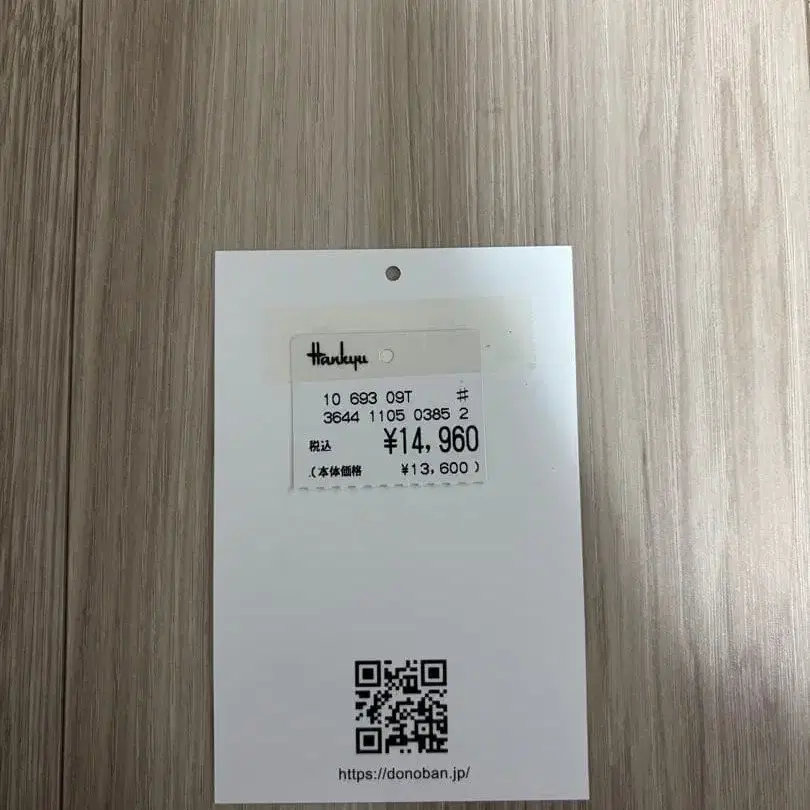 Hankyu
10 693 09T #
3644 1105 0385 2
税込 ¥14,960
.(本体価格 ¥13,600)
https://donoban.jp/